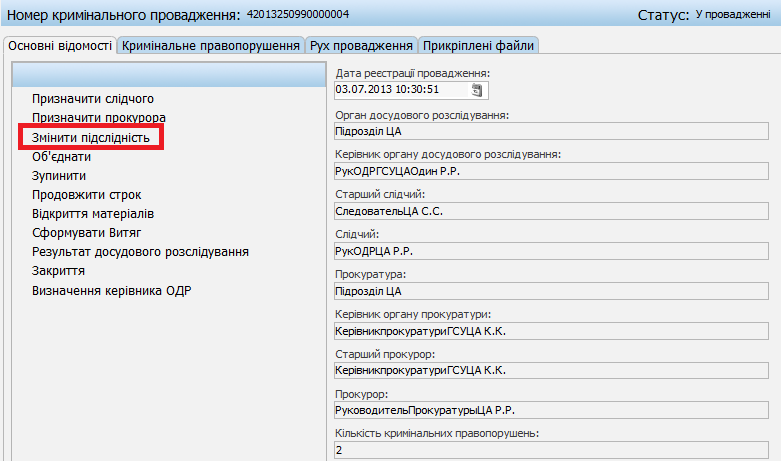 Номер кримінального провадження: 42013250990000004 Статус: У провадженні
Основні відомості Кримінальне правопорушення Рух провадження Прикріплені файли
Призначити слідчого
Призначити прокурора
Змінити підслідність
Об'єднати
Зупинити
Продовжити строк
Відкриття матеріалів
Сформувати Витяг
Результат досудового розслідування
Закриття
Визначення керівника ОДР
Дата реєстрації провадження:
03.07.2013 10:30:51
Орган досудового розслідування:
Підрозділ ЦА
Керівник органу досудового розслідування:
РукОДРГСУЦАОдин Р.Р.
Старший слідчий:
СледовательЦА С.С.
Слідчий:
РукОДРЦА Р.Р.
Прокуратура:
Підрозділ ЦА
Керівник органу прокуратури:
КерівникпрокуратуриГСУЦА К.К.
Старший прокурор:
КерівникпрокуратуриГСУЦА К.К.
Прокурор:
РуководительПрокуратурыЦА Р.Р.
Кількість кримінальних правопорушень:
2